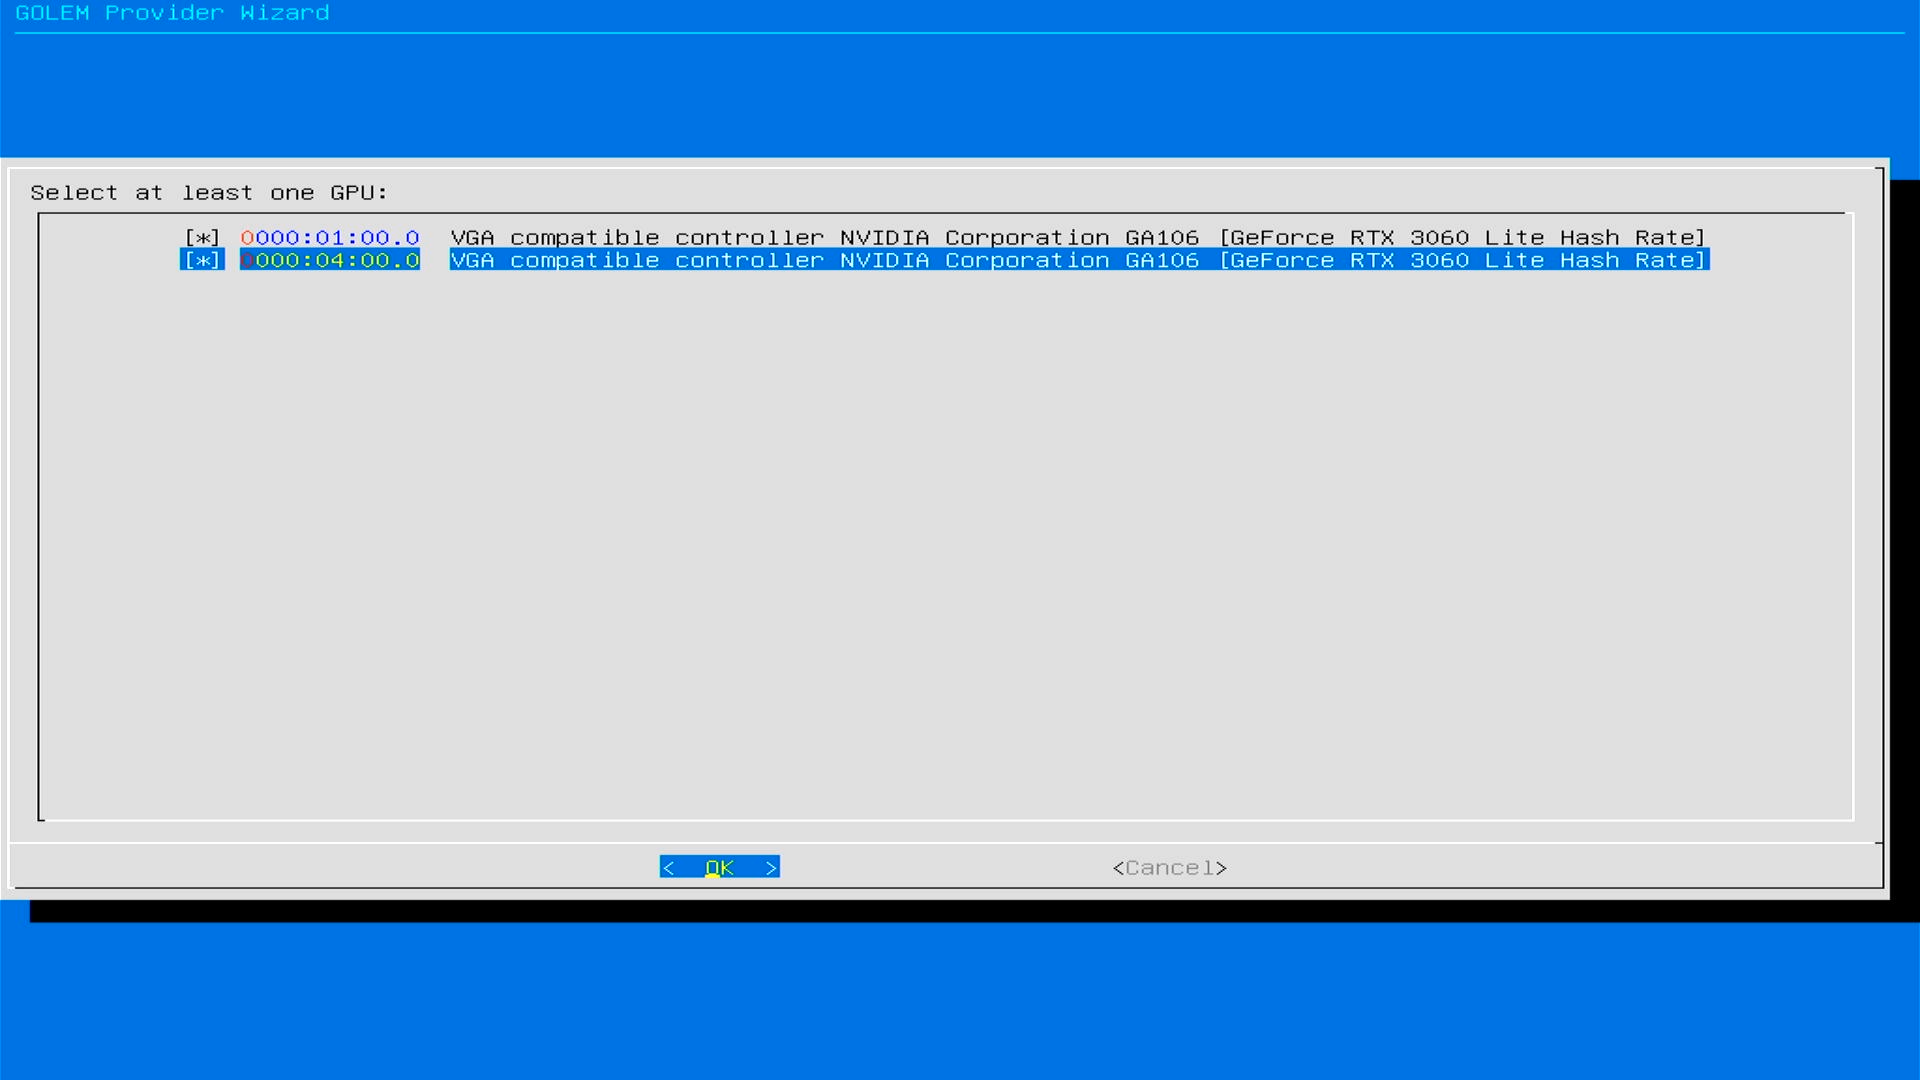 GOLEM Provider Wizard
Select at least one GPU:
[*] 0000:01:00.0  VGA compatible controller NVIDIA Corporation GA106 [GeForce RTX 3060 Lite Hash Rate]
[*] 0000:04:00.0  VGA compatible controller NVIDIA Corporation GA106 [GeForce RTX 3060 Lite Hash Rate]
<  OK  > <Cancel>